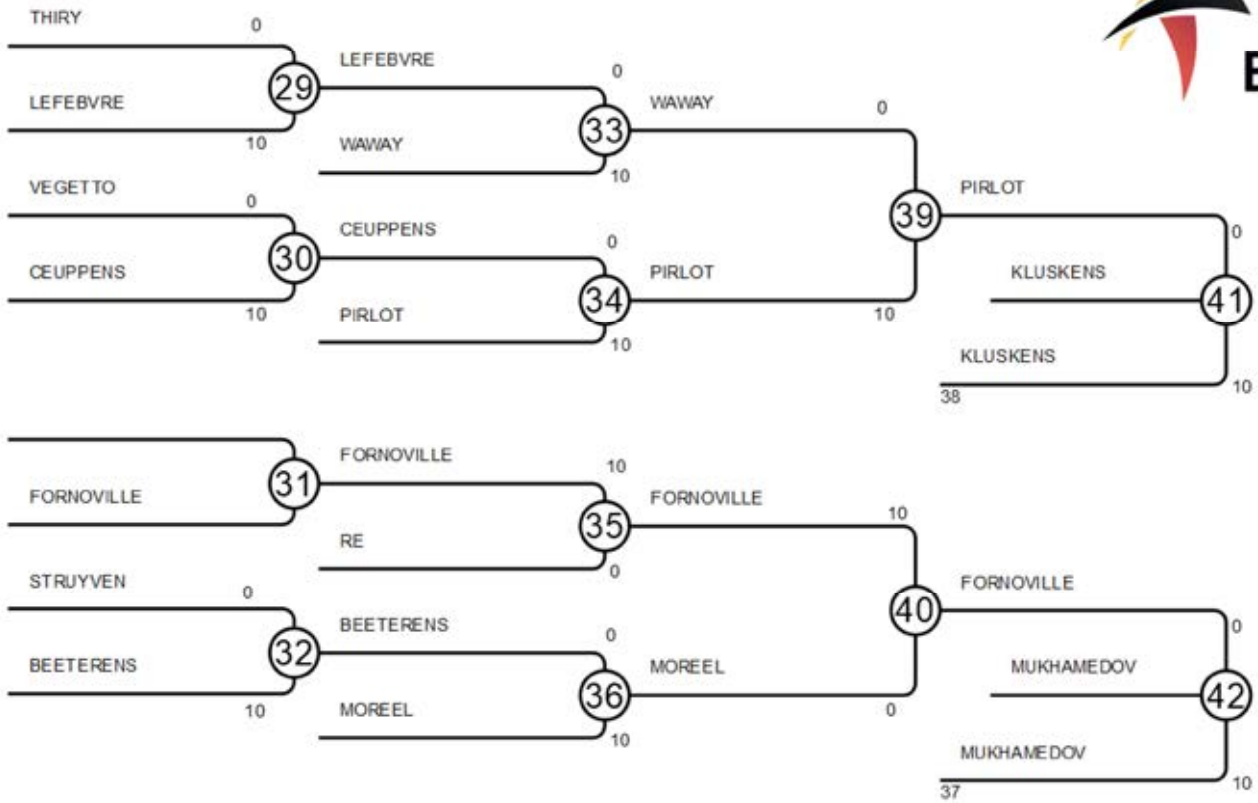 THIRY
0
LEFEBVRE
10
29
VEGETTO
0
CEUPPENS
10
30
LEFEBVRE
0
WAWAY
10
33
CEUPPENS
0
PIRLOT
10
34
WAWAY
0
PIRLOT
10
39
PIRLOT
0
KLUSKENS
41
KLUSKENS
38
10
FORNOVILLE
31
STRUYVEN
0
BEETERENS
10
32
FORNOVILLE
10
RE
0
35
BEETERENS
0
MOREEL
10
36
FORNOVILLE
10
MOREEL
0
40
FORNOVILLE
0
MUKHAMEDOV
42
MUKHAMEDOV
37
10